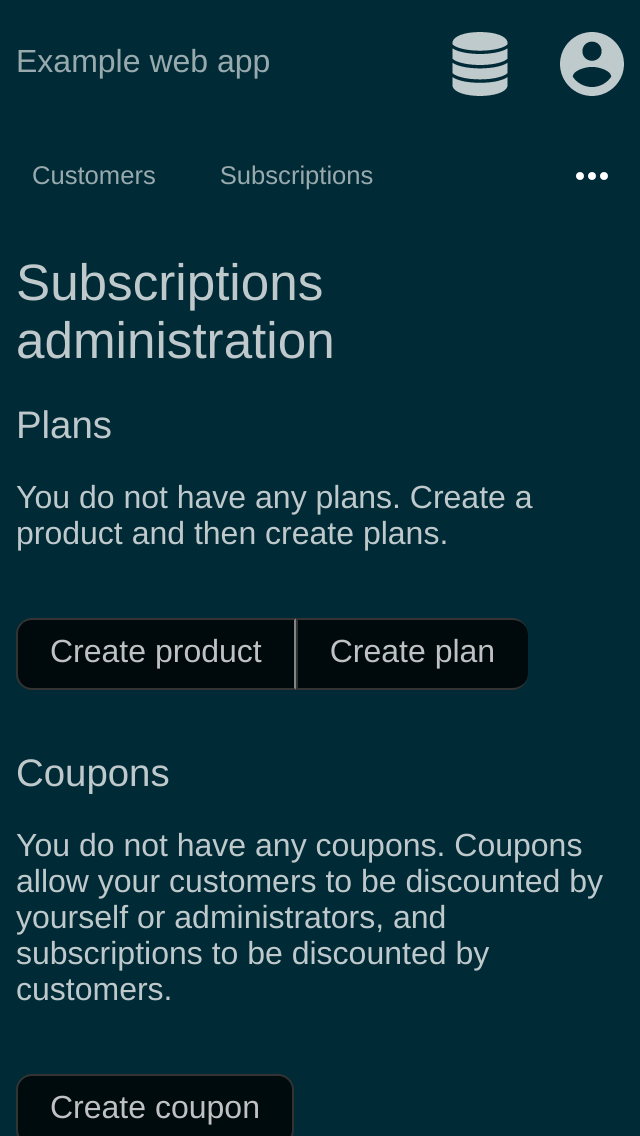 Example web app
Customers Subscriptions
Subscriptions
administration
Plans
You do not have any plans. Create a
product and then create plans.
Create product Create plan
Coupons
You do not have any coupons. Coupons
allow your customers to be discounted by
yourself or administrators, and
subscriptions to be discounted by
customers.
Create coupon